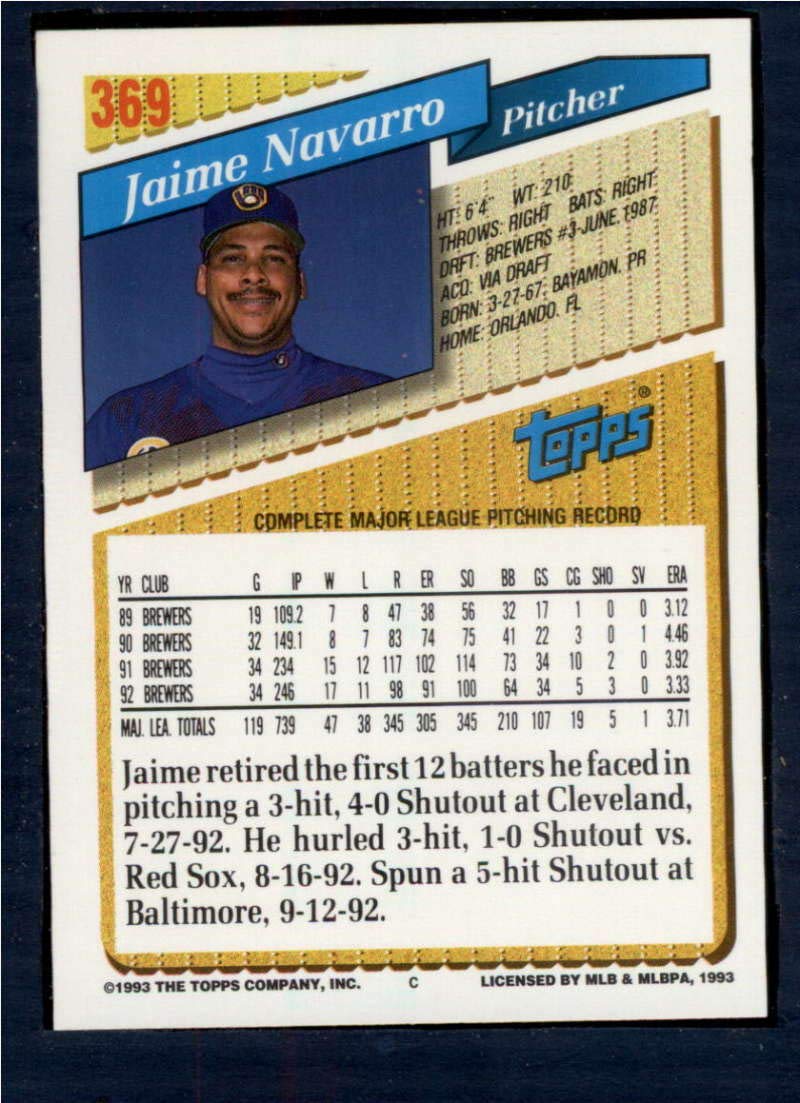 369
Jaime Navarro
Pitcher
HT: 6'4" WT: 210
THROWS: RIGHT BATS: RIGHT
DRFT: BREWERS #3-JUNE, 1987
ACQ: VIA DRAFT
BORN: 3-27-67, BAYAMON, PR
HOME: ORLANDO, FL
TOPPS®
COMPLETE MAJOR LEAGUE PITCHING RECORD
YR CLUB G IP W L R ER SO BB GS CG SHO SV ERA
89 BREWERS 19 109.2 7 8 47 38 56 32 17 1 0 0 3.12
90 BREWERS 32 149.1 8 7 83 74 75 41 22 3 0 1 4.46
91 BREWERS 34 234 15 12 117 102 114 73 34 10 2 0 3.92
92 BREWERS 34 246 17 11 98 91 100 64 34 5 3 0 3.33
MAJ. LEA. TOTALS 119 739 47 38 345 305 345 210 107 19 5 1 3.71
Jaime retired the first 12 batters he faced in
pitching a 3-hit, 4-0 Shutout at Cleveland,
7-27-92. He hurled 3-hit, 1-0 Shutout vs.
Red Sox, 8-16-92. Spun a 5-hit Shutout at
Baltimore, 9-12-92.
©1993 THE TOPPS COMPANY, INC. C LICENSED BY MLB & MLBPA, 1993